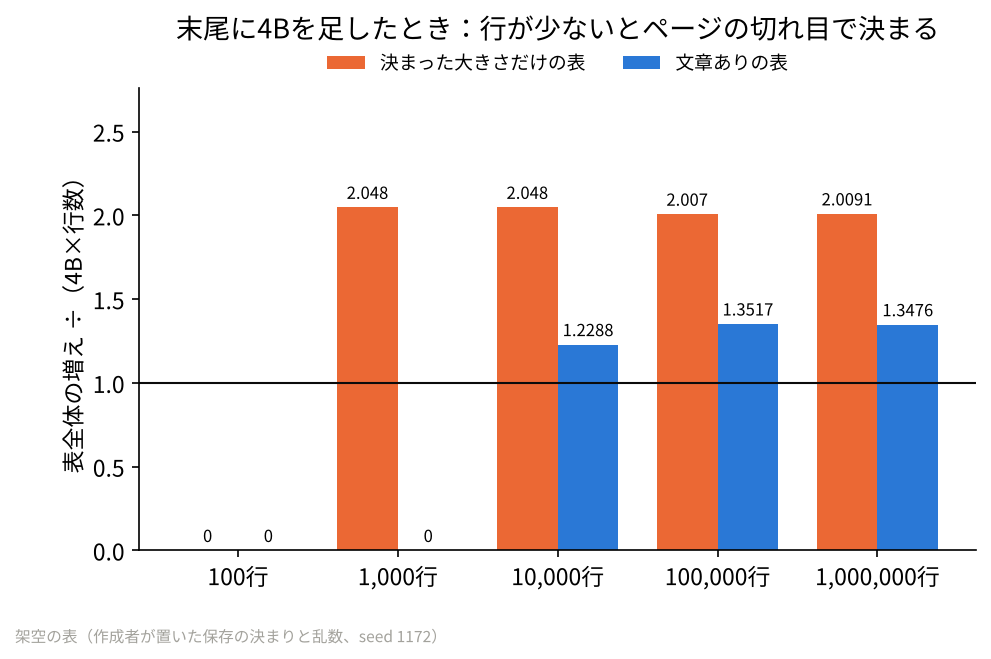 末尾に4Bを足したとき：行が少ないとページの切れ目で決まる
決まった大きさだけの表
文章ありの表
表全体の増え ÷（4B×行数）
2.5
2.0
1.5
1.0
0.5
0.0
0
0
2.048
0
2.048
1.2288
2.007
1.3517
2.0091
1.3476
100行
1,000行
10,000行
100,000行
1,000,000行
架空の表（作成者が置いた保存の決まりと乱数、seed 1172）